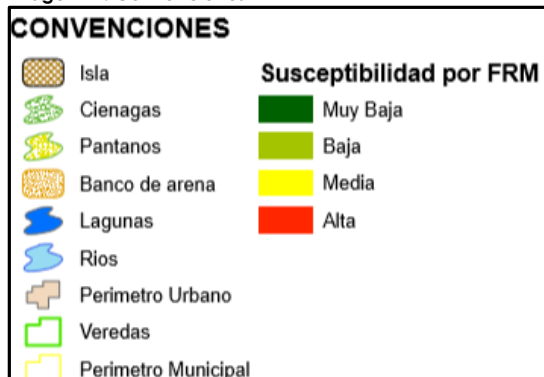 CONVENCIONES
Isla
Cienagas
Pantanos
Banco de arena
Lagunas
Rios
Perimetro Urbano
Veredas
Perimetro Municipal
Susceptibilidad por FRM
Muy Baja
Baja
Media
Alta